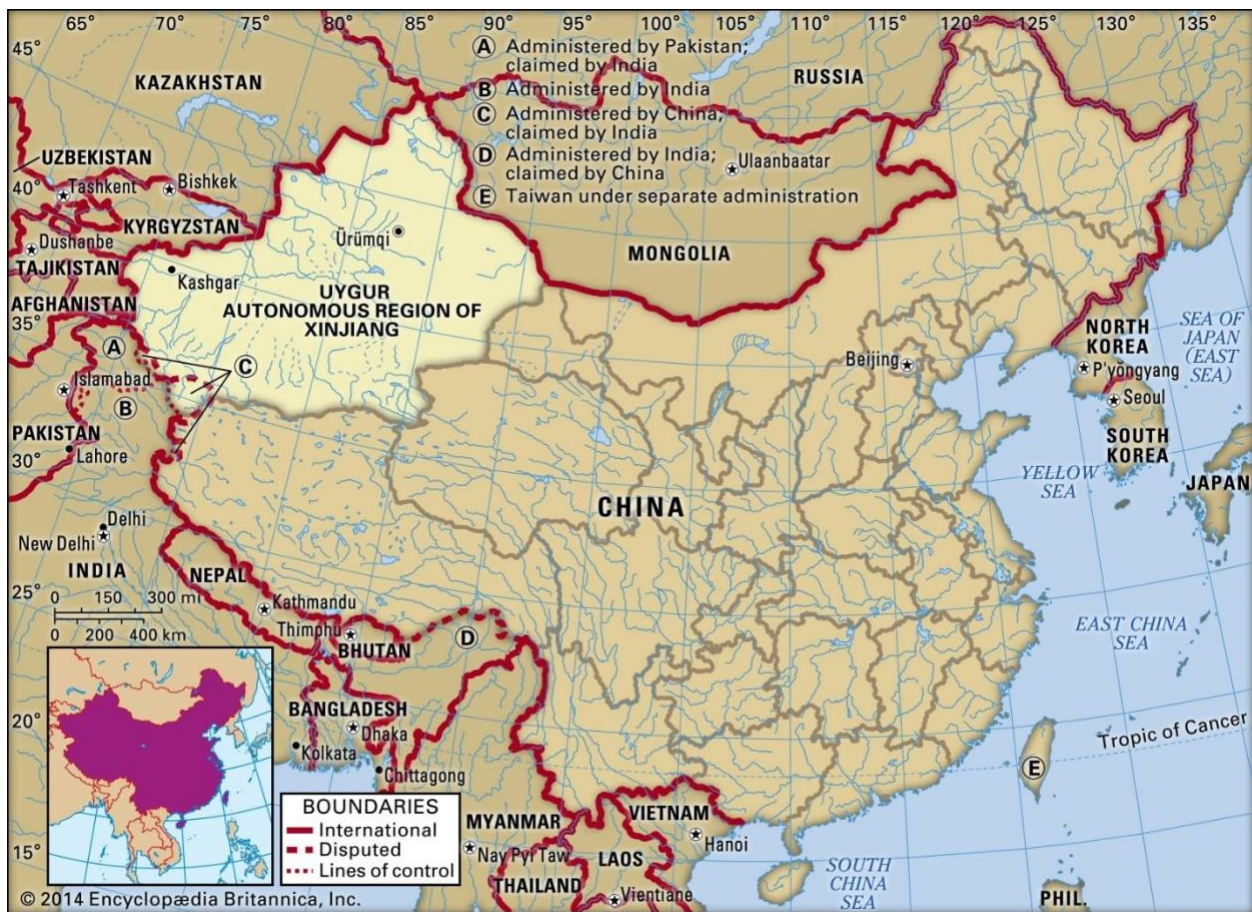 65°
70°
75°
80°
85°
90°
95°
100°
105°
110°
115°
120°
125°
130°
135°
45°
40°
35°
30°
25°
20°
15°
A Administered by Pakistan;
claimed by India
B Administered by India
C Administered by China;
claimed by India
D Administered by India;
claimed by China
E Taiwan under separate administration
KAZAKHSTAN
RUSSIA
UZBEKISTAN
Tashkent
Bishkek
Ulaanbaatar
KYRGYZSTAN
Dushanbe
TAJIKISTAN
Ürümqi
MONGOLIA
Kashgar
AFGHANISTAN
UYGUR
AUTONOMOUS REGION OF
XINJIANG
A
C
B
Islamabad
PAKISTAN
Lahore
Beijing
NORTH
KOREA
P'yŏngyang
Seoul
SOUTH
KOREA
SEA OF
JAPAN
(EAST
SEA)
YELLOW
SEA
JAPAN
CHINA
Delhi
New Delhi
INDIA
NEPAL
0 150 300 mi
0 200 400 km
Kathmandu
Thimphu
BHUTAN
D
EAST CHINA
SEA
BANGLADESH
Dhaka
Kolkata
Chittagong
Tropic of Cancer
E
BOUNDARIES
International
Disputed
Lines of control
MYANMAR
Nay Pyi Taw
VIETNAM
Hanoi
LAOS
THAILAND
Vientiane
SOUTH
CHINA
SEA
PHIL.
© 2014 Encyclopædia Britannica, Inc.